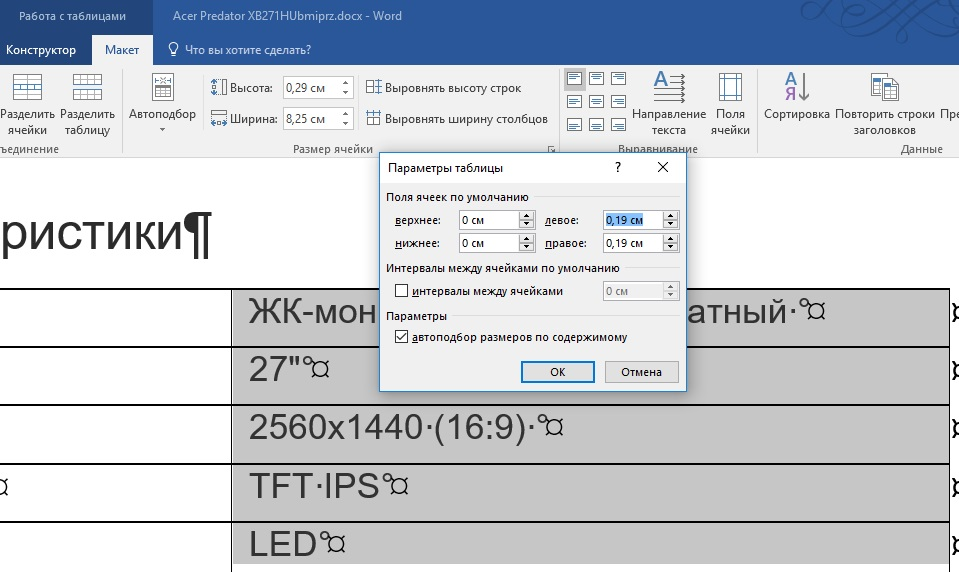 Работа с таблицами
Acer Predator XB271HUbmiprz.docx - Word
Конструктор
Макет
Что вы хотите сделать?
Разделить ячейки
Разделить таблицу
Автоподбор
Высота: 0,29 см
Ширина: 8,25 см
Выровнять высоту строк
Выровнять ширину столбцов
Направление текста
Поля ячейки
А
Я
Сортировка
Повторить строки заголовков
Пре
ъединение
Размер ячейки
Выравнивание
Данные
Параметры таблицы
?
Поля ячеек по умолчанию
верхнее: 0 см левое: 0,19 см
нижнее: 0 см правое: 0,19 см
Интервалы между ячейками по умолчанию
интервалы между ячейками 0 см
Параметры
автоподбор размеров по содержимому
ОК
Отмена
ристики¶
ЖК-мон
атный·°¤
27"°¤
2560x1440·(16:9)·°¤
TFT·IPS°¤
LED°¤